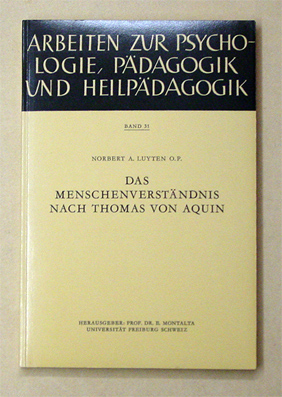 ARBEITEN ZUR PSYCHO-
LOGIE, PÄDAGOGIK
UND HEILPÄDAGOGIK
BAND 31
NORBERT A. LUYTEN O.P.
DAS
MENSCHENVERSTÄNDNIS
NACH THOMAS VON AQUIN
HERAUSGEBER: PROF. DR. E. MONTALTA
UNIVERSITÄT FREIBURG SCHWEIZ